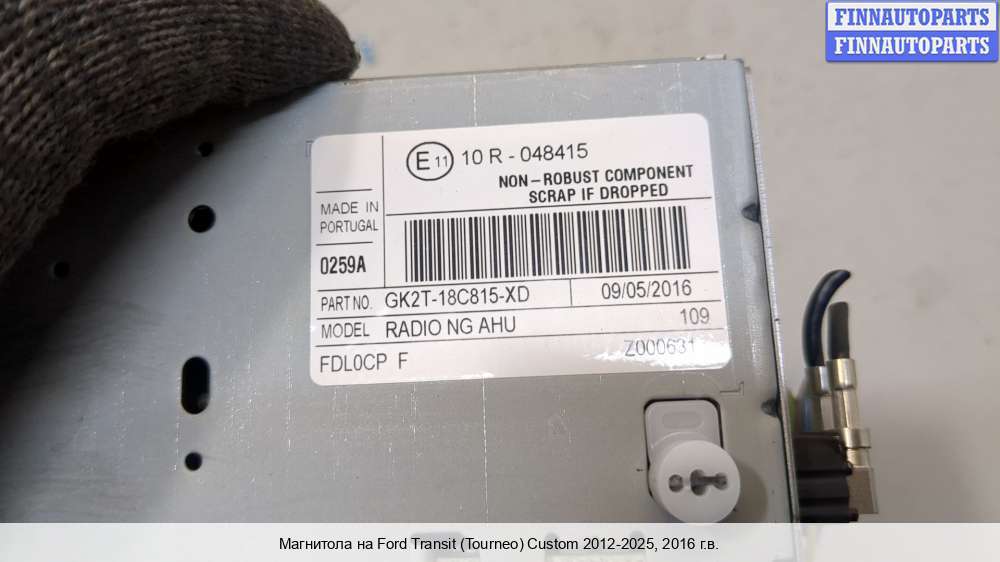 FINNAUTOPARTS
FINNAUTOPARTS
E11 10 R - 048415
NON-ROBUST COMPONENT
SCRAP IF DROPPED
MADE IN
PORTUGAL
0259A
PART NO. GK2T-18C815-XD 09/05/2016
MODEL RADIO NG AHU 109
FDL0CP F Z000631
Магнитола на Ford Transit (Tourneo) Custom 2012-2025, 2016 г.в.